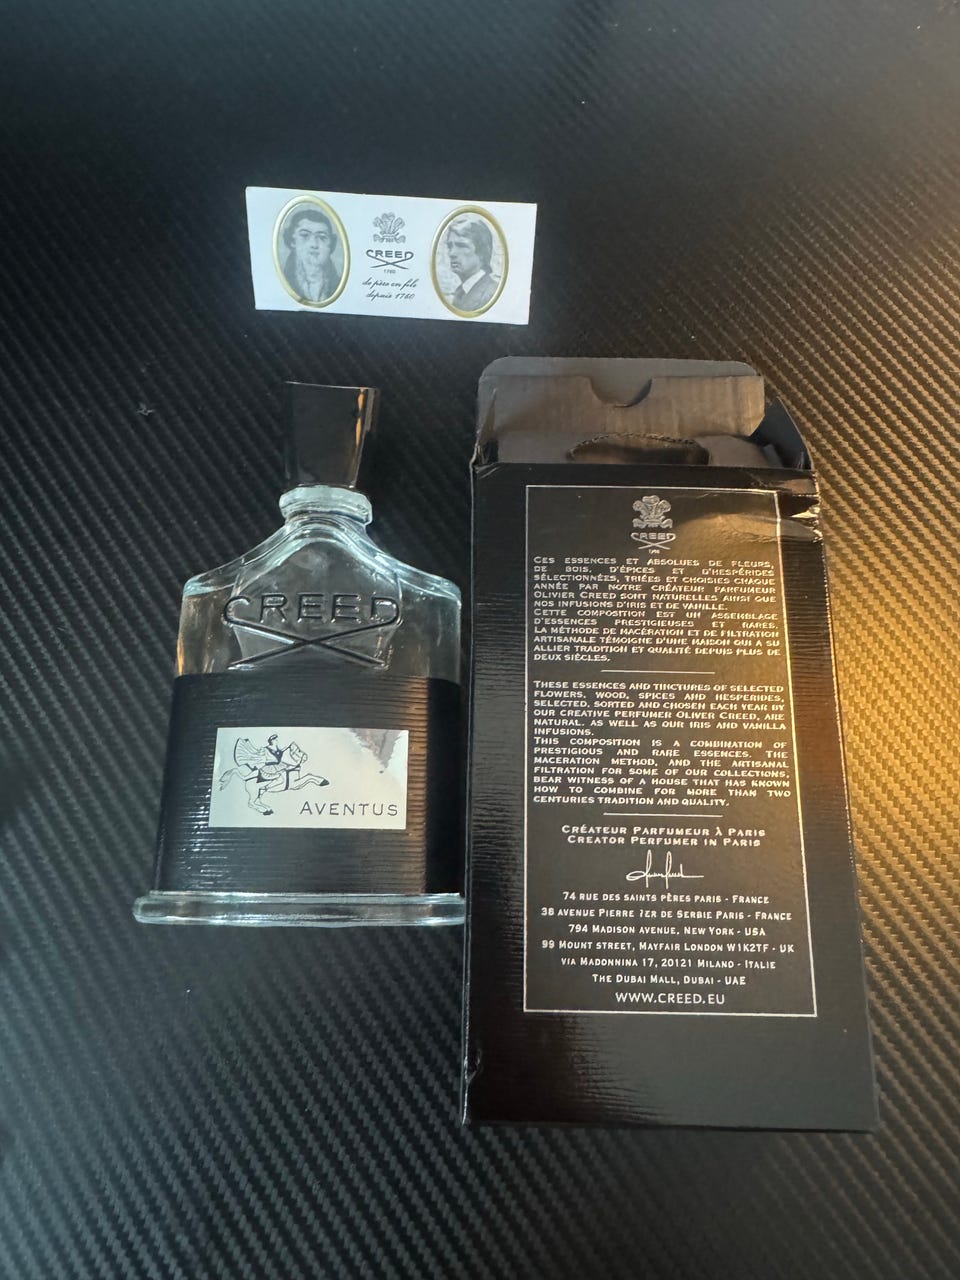 CREED
1760
de père en fils
depuis 1760
CREED
AVENTUS
CREED
1760
CES ESSENCES ET ABSOLUES DE FLEURS,
DE BOIS, D'ÉPICES ET D'HESPÉRIDES
SÉLECTIONNÉES, TRIÉES ET CHOISIES CHAQUE
ANNÉE PAR NOTRE CRÉATEUR PARFUMEUR
OLIVIER CREED SONT NATURELLES AINSI QUE
NOS INFUSIONS D'IRIS ET DE VANILLE.
CETTE COMPOSITION EST UN ASSEMBLAGE
D'ESSENCES PRESTIGIEUSES ET RARES.
LA MÉTHODE DE MACÉRATION ET DE FILTRATION
ARTISANALE TÉMOIGNE D'UNE MAISON QUI A SU
ALLIER TRADITION ET QUALITÉ DEPUIS PLUS DE
DEUX SIÈCLES.
THESE ESSENCES AND TINCTURES OF SELECTED
FLOWERS, WOOD, SPICES AND HESPERIDES,
SELECTED, SORTED AND CHOSEN EACH YEAR BY
OUR CREATIVE PERFUMER OLIVER CREED, ARE
NATURAL. AS WELL AS OUR IRIS AND VANILLA
INFUSIONS.
THIS COMPOSITION IS A COMBINATION OF
PRESTIGIOUS AND RARE ESSENCES. THE
MACERATION METHOD, AND THE ARTISANAL
FILTRATION FOR SOME OF OUR COLLECTIONS,
BEAR WITNESS OF A HOUSE THAT HAS KNOWN
HOW TO COMBINE FOR MORE THAN TWO
CENTURIES TRADITION AND QUALITY.
CRÉATEUR PARFUMEUR À PARIS
CREATOR PERFUMER IN PARIS
74 RUE DES SAINTS PÈRES PARIS - FRANCE
38 AVENUE PIERRE 1ER DE SERBIE PARIS - FRANCE
794 MADISON AVENUE, NEW YORK - USA
99 MOUNT STREET, MAYFAIR LONDON W1K2TF - UK
VIA MADONNINA 17, 20121 MILANO - ITALIE
THE DUBAI MALL, DUBAI - UAE
WWW.CREED.EU